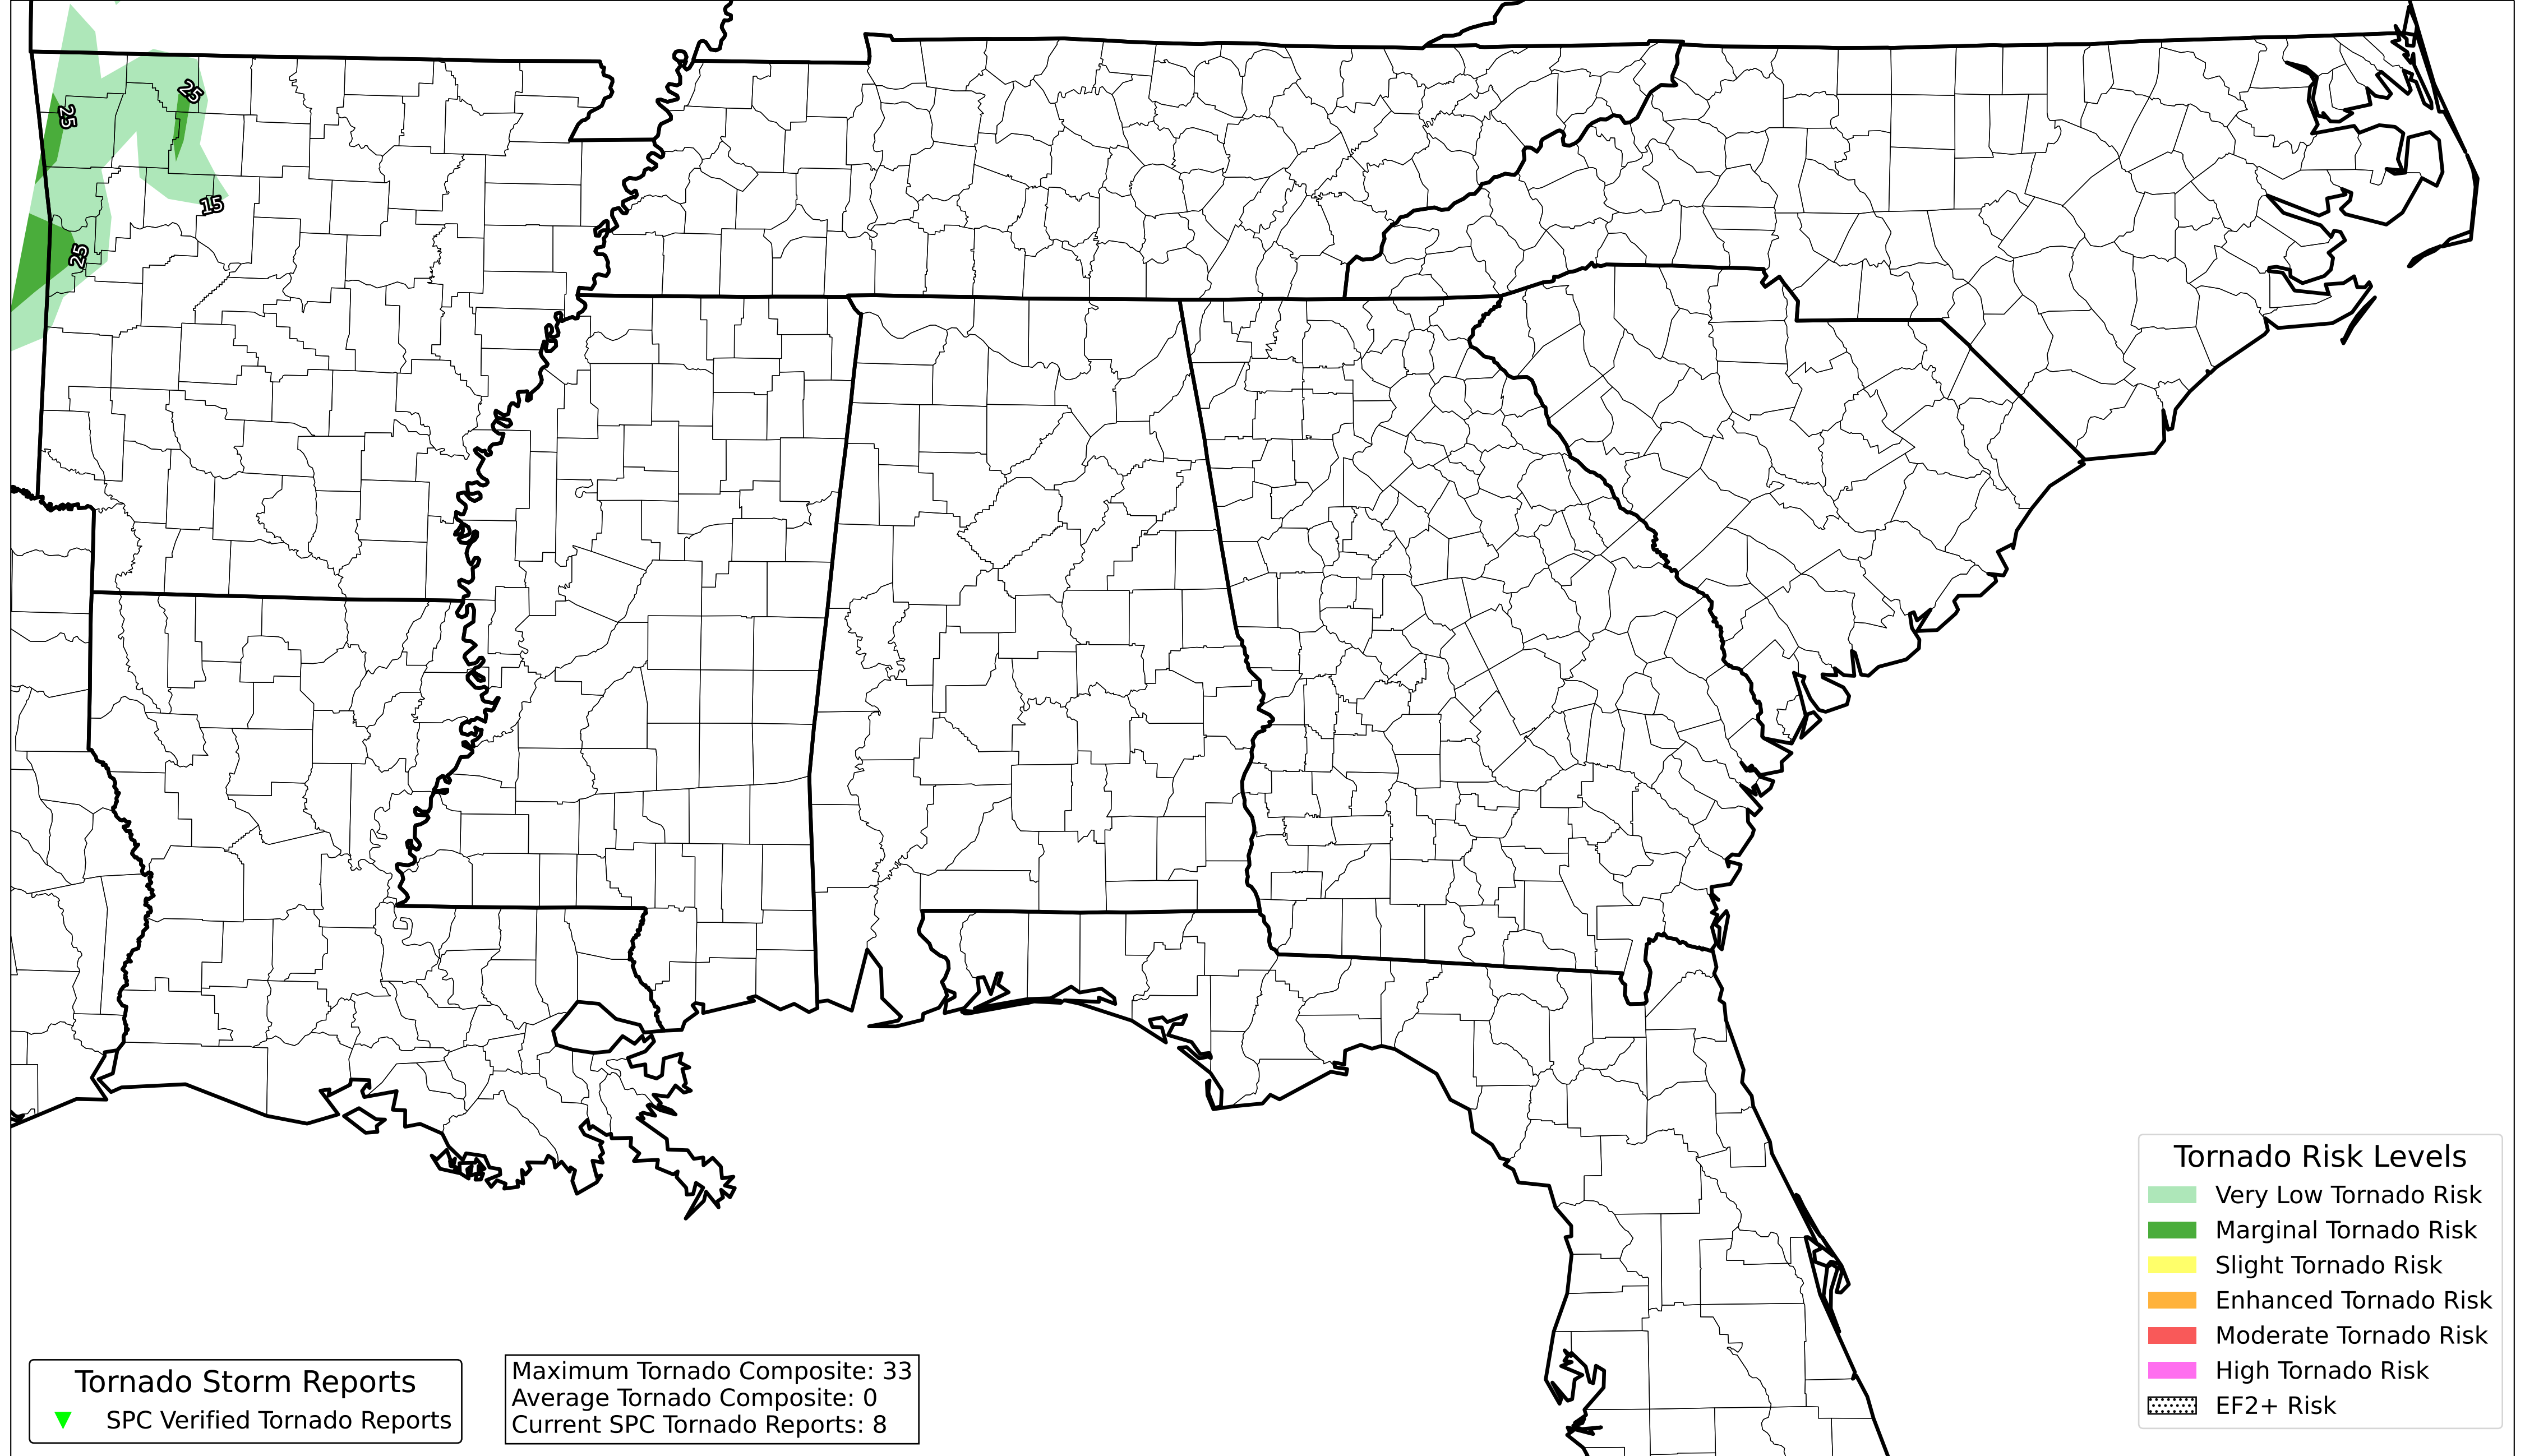 25
25
15
25
Tornado Risk Levels
Very Low Tornado Risk
Marginal Tornado Risk
Slight Tornado Risk
Enhanced Tornado Risk
Moderate Tornado Risk
High Tornado Risk
EF2+ Risk
Tornado Storm Reports
SPC Verified Tornado Reports
Maximum Tornado Composite: 33
Average Tornado Composite: 0
Current SPC Tornado Reports: 8